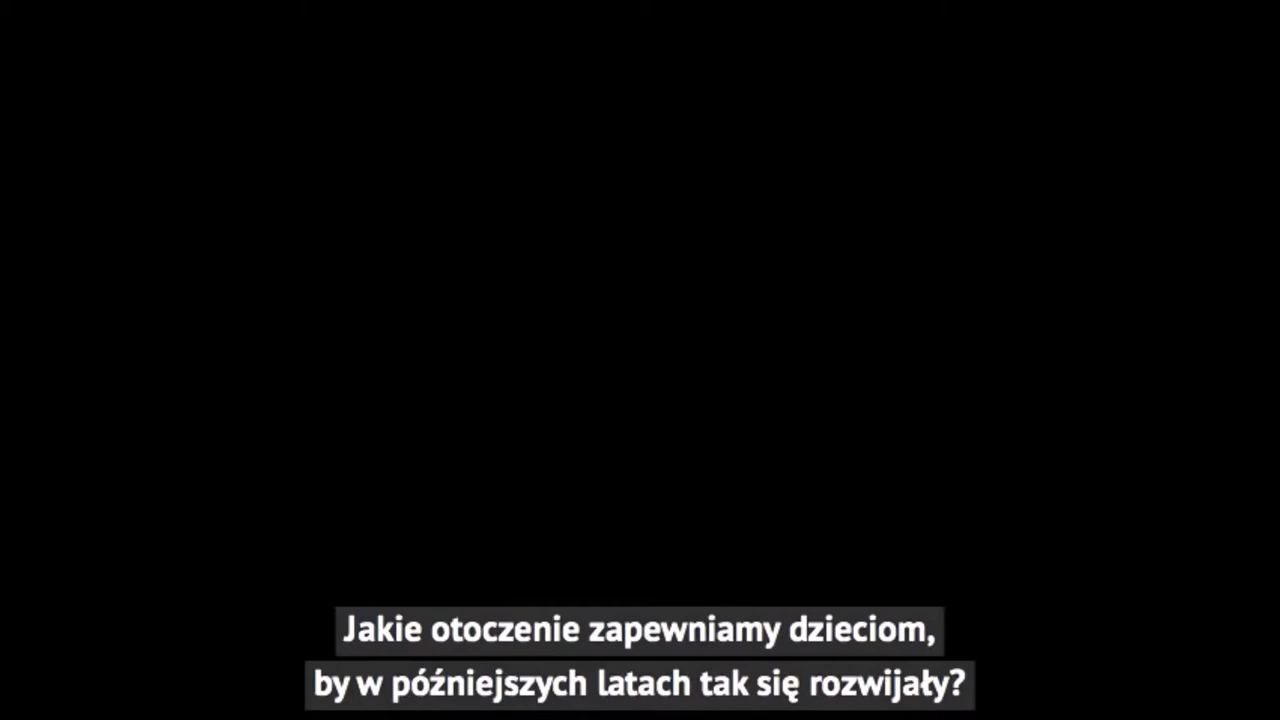 Jakie otoczenie zapewniamy dzieciom,
by w późniejszych latach tak się rozwijały?